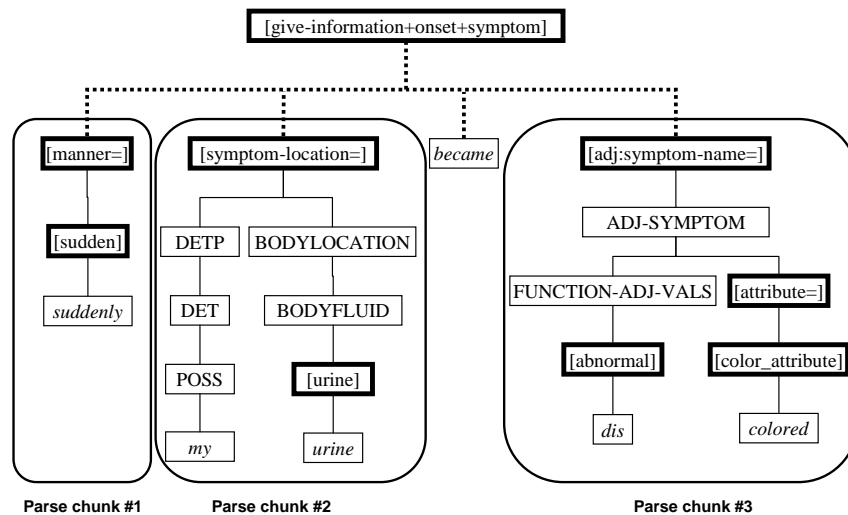 [give-information+onset+symptom]
[manner=] [symptom-location=] became [adj:symptom-name=]
[sudden] DETP BODYLOCATION ADJ-SYMPTOM
suddenly DET BODYFLUID FUNCTION-ADJ-VALS [attribute=]
POSS [urine] [abnormal] [color_attribute]
my urine dis colored
Parse chunk #1 Parse chunk #2 Parse chunk #3